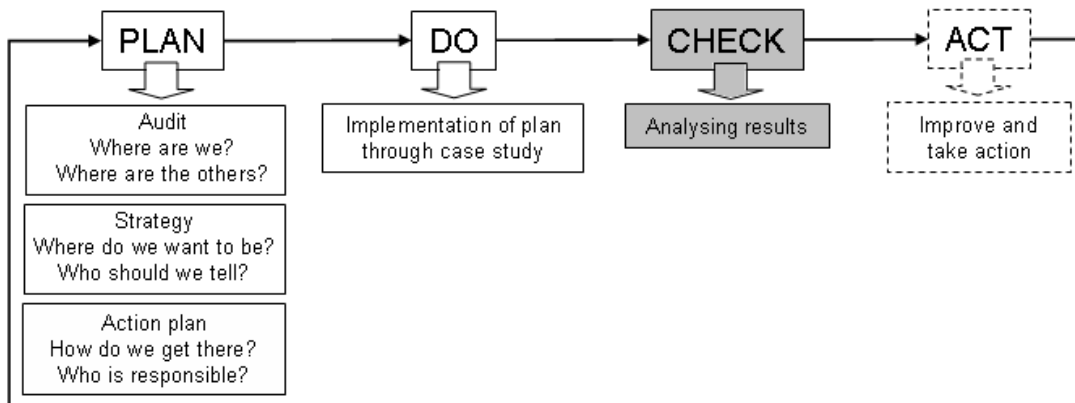 PLAN
DO
CHECK
ACT
Audit
Where are we?
Where are the others?
Strategy
Where do we want to be?
Who should we tell?
Action plan
How do we get there?
Who is responsible?
Implementation of plan
through case study
Analysing results
Improve and
take action